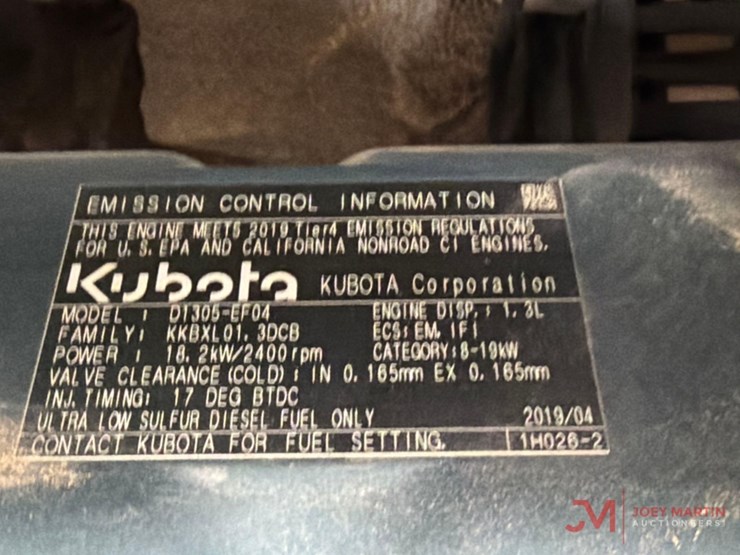 EMISSION CONTROL INFORMATION
THIS ENGINE MEETS 2019 Tier4 EMISSION REGULATIONS
FOR U.S.EPA AND CALIFORNIA NONROAD CI ENGINES.
Kubota KUBOTA Corporation
MODEL : D1305-EF04 ENGINE DISP. : 1.3L
FAMILY: KKBXL01.3DCB ECS: EM, IFI
POWER : 18.2kW/2400rpm CATEGORY:8-19kW
VALVE CLEARANCE (COLD) : IN 0.165mm EX 0.165mm
INJ.TIMING: 17 DEG BTDC
ULTRA LOW SULFUR DIESEL FUEL ONLY 2019/04
CONTACT KUBOTA FOR FUEL SETTING. 1H026-2
JM JOEY MARTIN
AUCTIONEERS